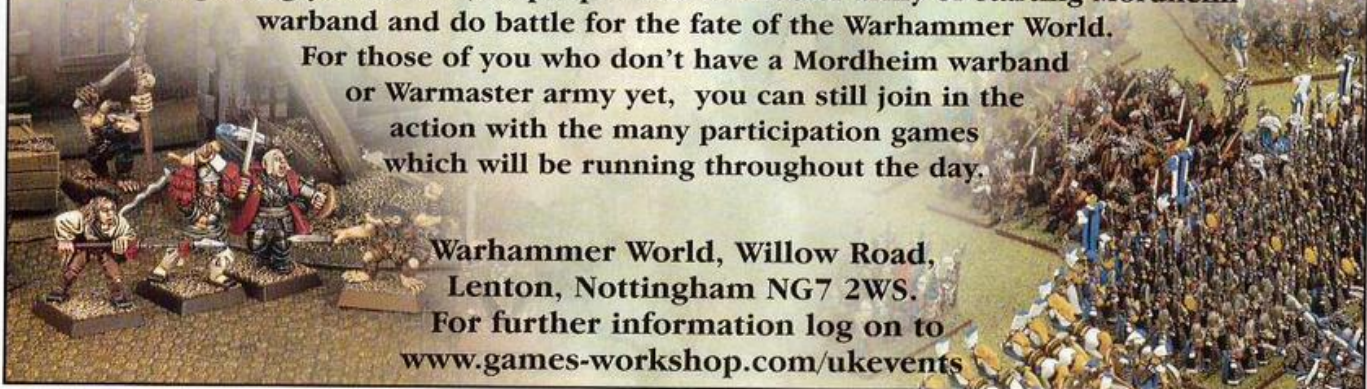 warband and do battle for the fate of the Warhammer World.
For those of you who don't have a Mordheim warband
or Warmaster army yet, you can still join in the
action with the many participation games
which will be running throughout the day.
Warhammer World, Willow Road,
Lenton, Nottingham NG7 2WS.
For further information log on to
www.games-workshop.com/ukevents